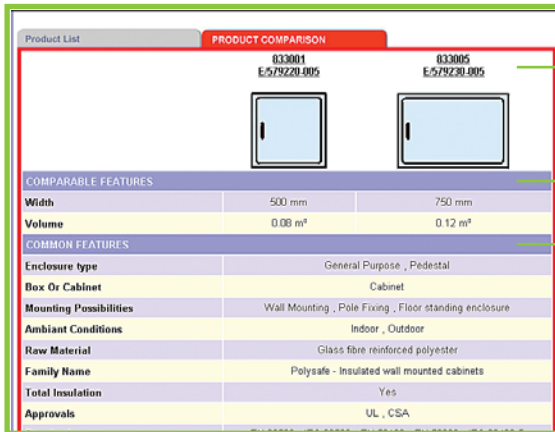 Product List PRODUCT COMPARISON
833001 833005
E/579220-005 E/579230-005
COMPARABLE FEATURES
Width 500 mm 750 mm
Volume 0.08 m³ 0.12 m³
COMMON FEATURES
Enclosure type General Purpose , Pedestal
Box Or Cabinet Cabinet
Mounting Possibilities Wall Mounting , Pole Fixing , Floor standing enclosure
Ambiant Conditions Indoor , Outdoor
Raw Material Glass fibre reinforced polyester
Family Name Polysafe - Insulated wall mounted cabinets
Total Insulation Yes
Approvals UL , CSA